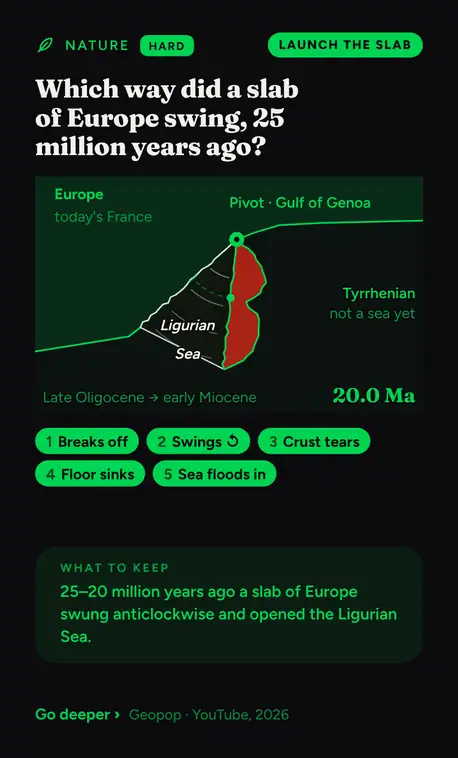 NATURE HARD LAUNCH THE SLAB
Which way did a slab
of Europe swing, 25
million years ago?
Europe
today's France
Pivot · Gulf of Genoa
Tyrrhenian
not a sea yet
Ligurian
Sea
Late Oligocene → early Miocene
20.0 Ma
1 Breaks off 2 Swings ↺ 3 Crust tears
4 Floor sinks 5 Sea floods in
WHAT TO KEEP
25–20 million years ago a slab of Europe
swung anticlockwise and opened the Ligurian
Sea.
Go deeper › Geopop · YouTube, 2026